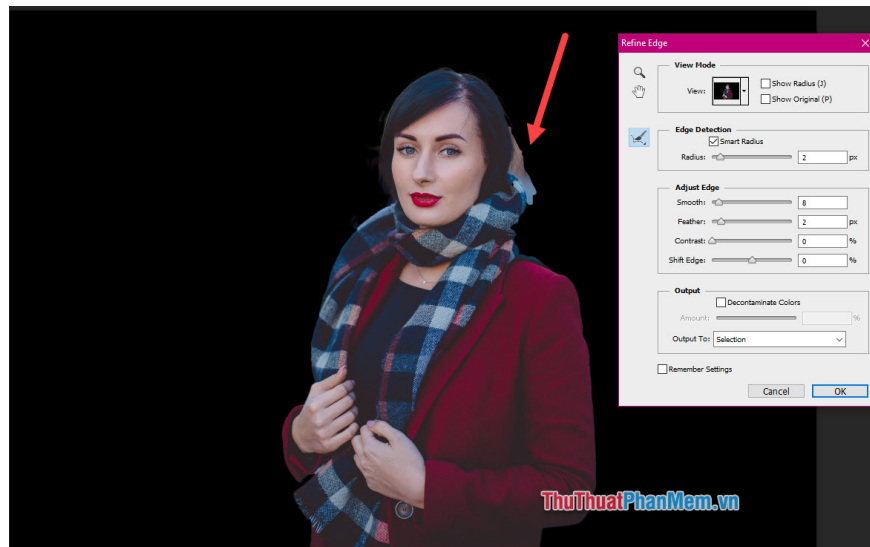 Refine Edge
View Mode
View:
Show Radius (J)
Show Original (P)
Edge Detection
Smart Radius
Radius: 2 px
Adjust Edge
Smooth: 8
Feather: 2 px
Contrast: 0 %
Shift Edge: 0 %
Output
Decontaminate Colors
Amount: %
Output To: Selection
Remember Settings
Cancel OK
ThuThuatPhanMem.vn